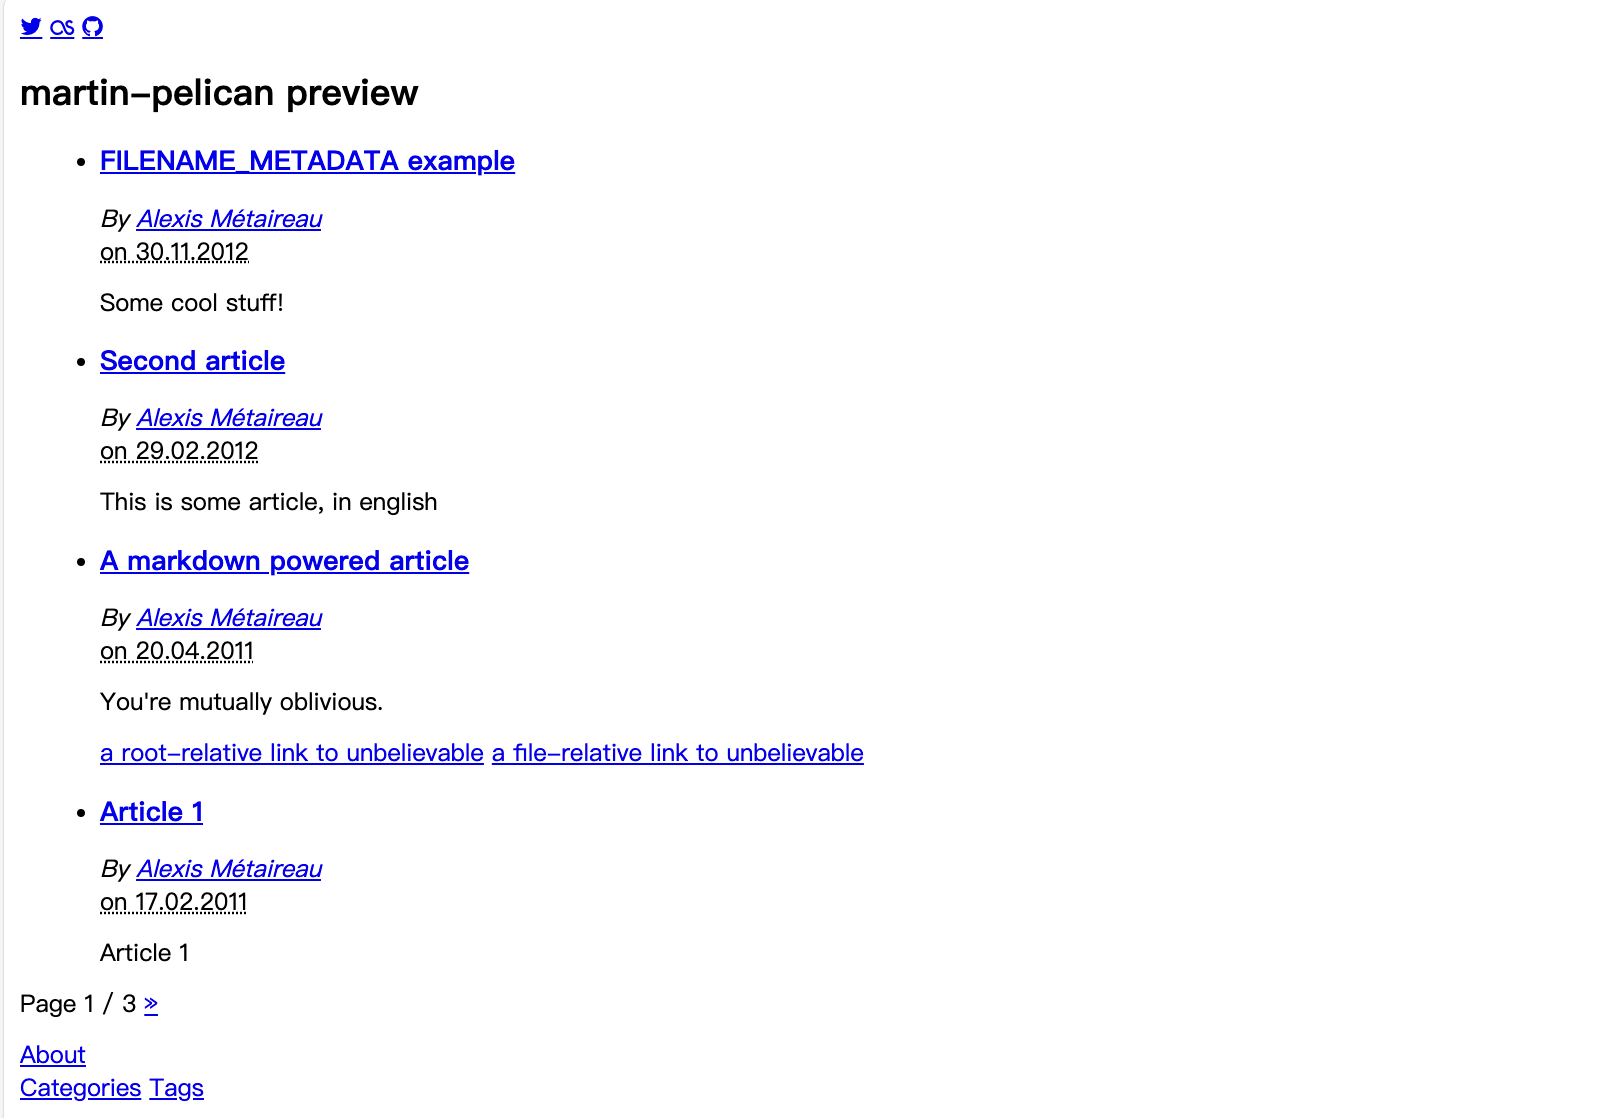 martin-pelican preview
FILENAME_METADATA example
By Alexis Métaireau
on 30.11.2012
Some cool stuff!
Second article
By Alexis Métaireau
on 29.02.2012
This is some article, in english
A markdown powered article
By Alexis Métaireau
on 20.04.2011
You're mutually oblivious.
a root-relative link to unbelievable a file-relative link to unbelievable
Article 1
By Alexis Métaireau
on 17.02.2011
Article 1
Page 1 / 3 »
About
Categories Tags